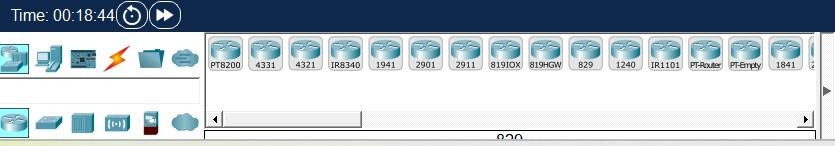 Time: 00:18:44
PT8200 4331 4321 IR8340 1941 2901 2911 819IOX 819HGW 829 1240 IR1101 PT-Router PT-Empty 1841
829